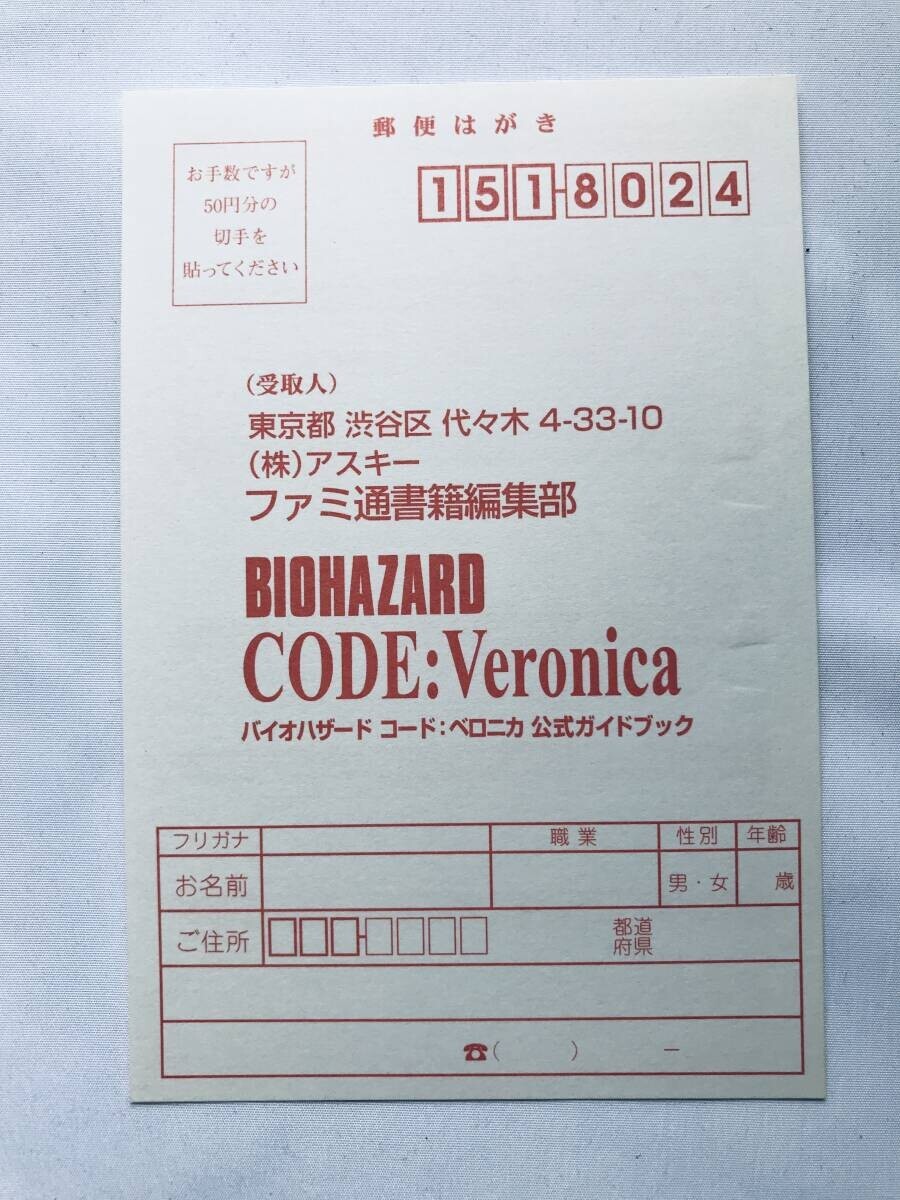 郵便はがき
お手数ですが
50円分の
切手を
貼ってください
151-8024
(受取人)
東京都 渋谷区 代々木 4-33-10
(株)アスキー
ファミ通書籍編集部
BIOHAZARD
CODE:Veronica
バイオハザード コード:ベロニカ 公式ガイドブック
フリガナ 職業 性別 年齢
お名前 男・女 歳
ご住所 - 都道
府県
☎( ) －